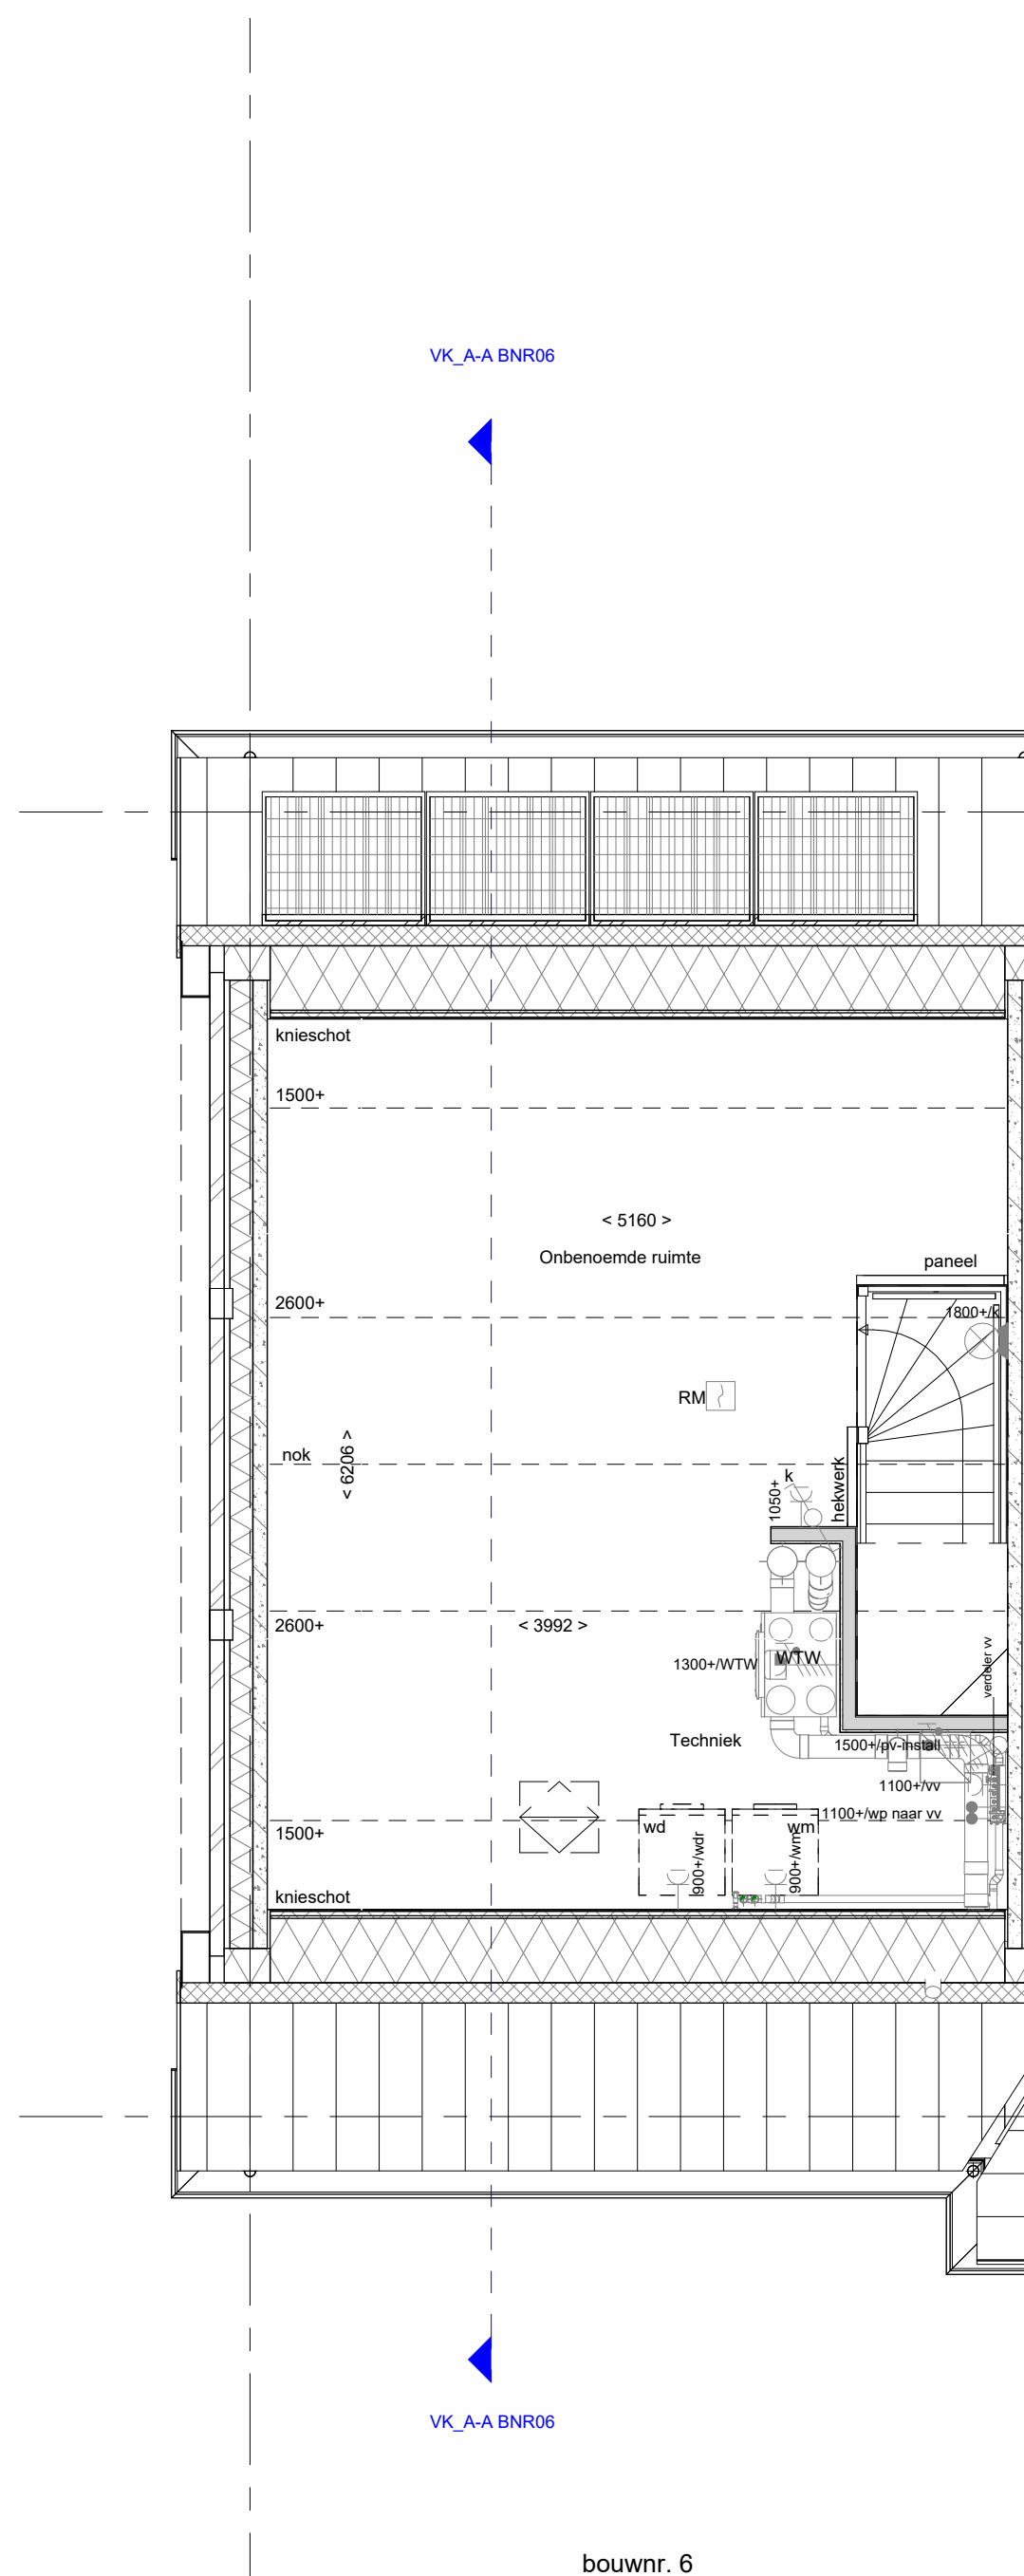 VK_A-A BNR06
knieschot
1500+
< 5160 >
Onbenoemde ruimte
paneel
2600+
1800+/k
RM
nok
< 6206 >
k
1050+
hekwerk
2600+
< 3992 >
1300+/WTW
WTW
verdeler vv
Techniek
1500+/pv-install
1100+/vv
1100+/wp naar vv
1500+
wd
900+/wdr
wm
900+/wm
knieschot
VK_A-A BNR06
bouwnr. 6